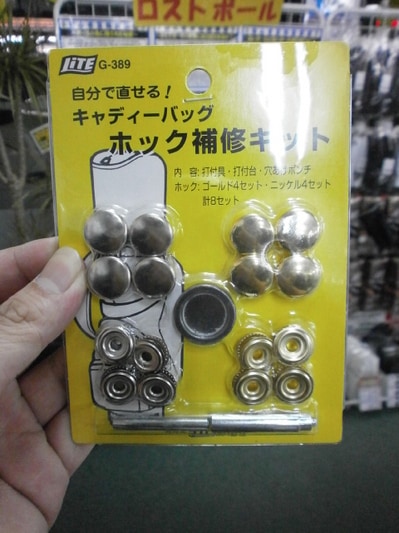 ロストボール
LiTE G-389
自分で直せる!
キャディーバッグ
ホック補修キット
内容:打付具・打付台・穴あけポンチ
ホック:ゴールド4セット・ニッケル4セット
計8セット